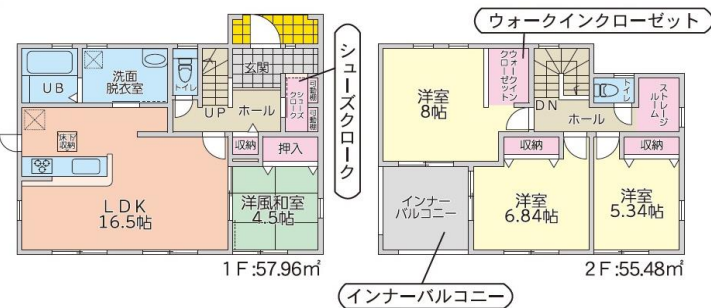 ウォークインクローゼット
シューズクローク
UB
洗面
脱衣室
トイレ
UP
ホール
玄関
シューズ
クローク
可動棚
可動棚
床下
収納
収納
押入
LDK
16.5帖
洋風和室
4.5帖
1F:57.96㎡
洋室
8帖
ウォークイン
クローゼット
DN
トイレ
ホール
ストレージ
ルーム
収納
収納
インナー
バルコニー
洋室
6.84帖
洋室
5.34帖
2F:55.48㎡
インナーバルコニー